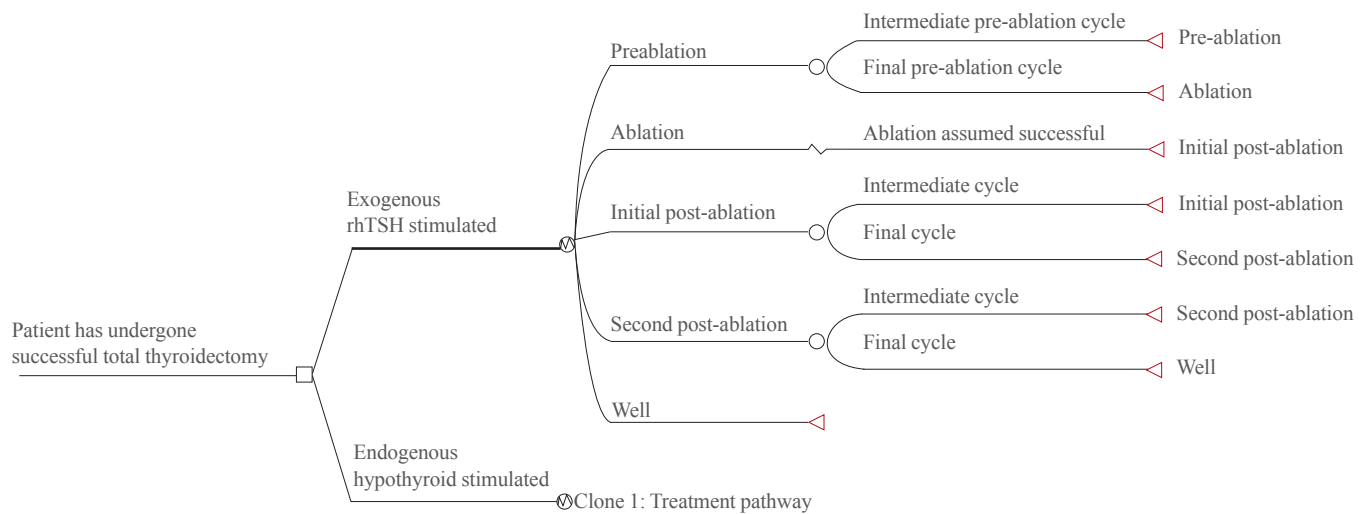 Intermediate pre-ablation cycle
Pre-ablation
Preablation
Final pre-ablation cycle
Ablation
Ablation
Ablation assumed successful
Initial post-ablation
Exogenous
rhTSH stimulated
Intermediate cycle
Initial post-ablation
Initial post-ablation
Final cycle
Second post-ablation
Intermediate cycle
Second post-ablation
Second post-ablation
Final cycle
Well
Patient has undergone
successful total thyroidectomy
Well
Endogenous
hypothyroid stimulated
Clone 1: Treatment pathway